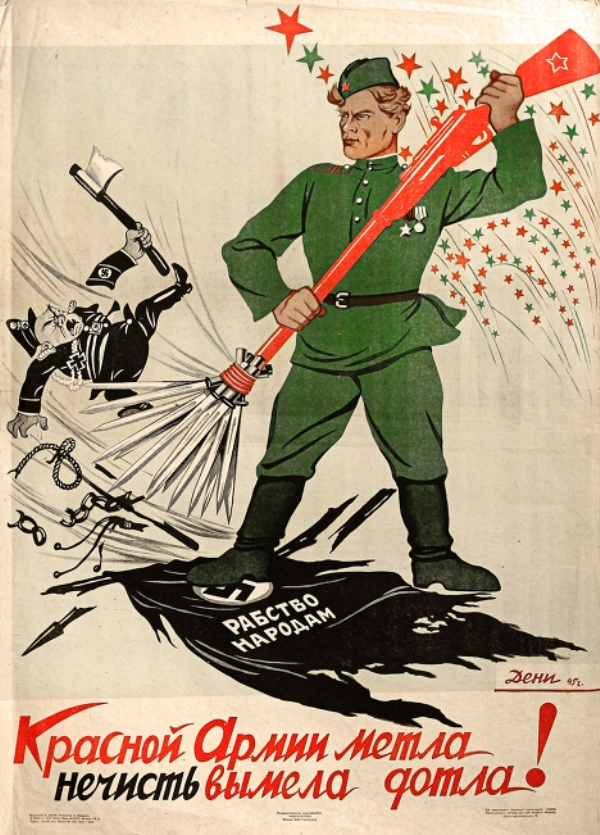 РАБСТВО
НАРОДАМ
Дени 45г.
Красной Армии метла
нечисть вымела дотла!